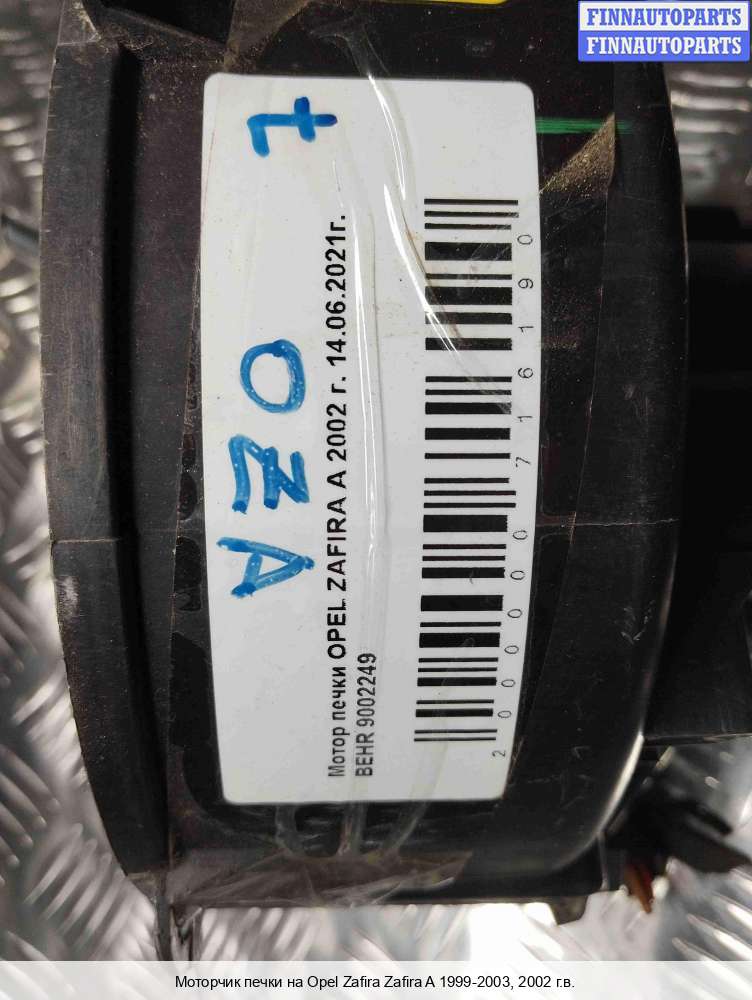 FINNAUTOPARTS
FINNAUTOPARTS
OZA
Мотор печки OPEL ZAFIRA A 2002 г. 14.06.2021г.
BEHR 9002249
2000007161190
Моторчик печки на Opel Zafira Zafira A 1999-2003, 2002 г.в.